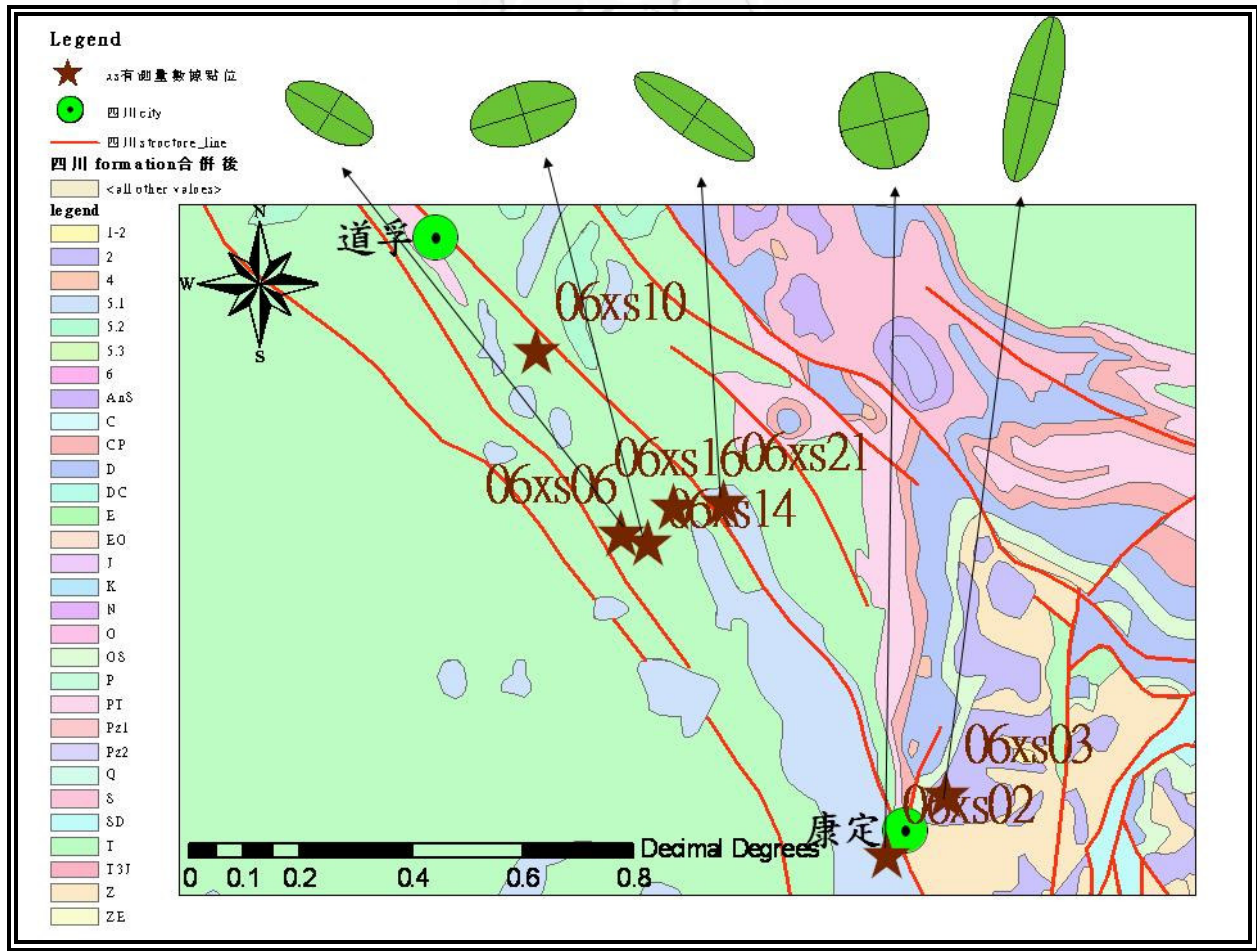 Legend
xs有測量數據點位
四川city
四川structore_line
四川 formation合併後
<all other values>
legend
1-2
2
4
5.1
5.2
5.3
6
AnS
C
CP
D
DC
E
EO
J
K
N
O
OS
P
PT
Pz1
Pz2
Q
S
SD
T
T3J
Z
ZE
N
W
E
S
道孚
06xs10
06xs16
06xs21
06xs06
06xs14
06xs03
06xs02
康定
Decimal Degrees
0 0.1 0.2 0.4 0.6 0.8